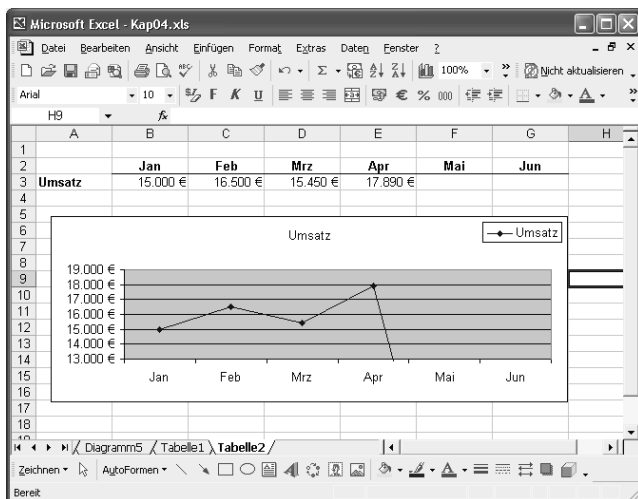 Microsoft Excel - Kap04.xls
Datei Bearbeiten Ansicht Einfügen Format Extras Daten Fenster ?
Σ 100% Nicht aktualisieren
Arial 10 F K U € % 000 A
H9 fx
A B C D E F G H
1
2 Jan Feb Mrz Apr Mai Jun
3 Umsatz 15.000 € 16.500 € 15.450 € 17.890 €
4
5
6 Umsatz Umsatz
7
8
19.000 €
9 18.000 €
10 17.000 €
11 16.000 €
12 15.000 €
13 14.000 €
14 13.000 €
15 Jan Feb Mrz Apr Mai Jun
16
17
18
19
Diagramm5 Tabelle1 Tabelle2
Zeichnen AutoFormen A A
Bereit